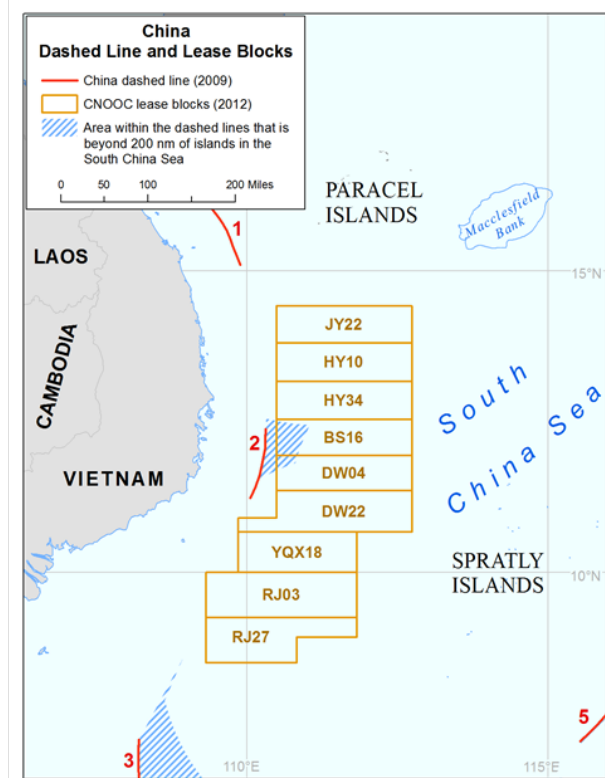 China
Dashed Line and Lease Blocks
China dashed line (2009)
CNOOC lease blocks (2012)
Area within the dashed lines that is
beyond 200 nm of islands in the
South China Sea
0 50 100 200 Miles
PARACEL
ISLANDS
Macclesfield
Bank
1
LAOS
15°N
CAMBODIA
JY22
HY10
HY34
South
China Sea
2
BS16
VIETNAM
DW04
DW22
YQX18
SPRATLY
ISLANDS
10°N
RJ03
RJ27
5
3
110°E
115°E